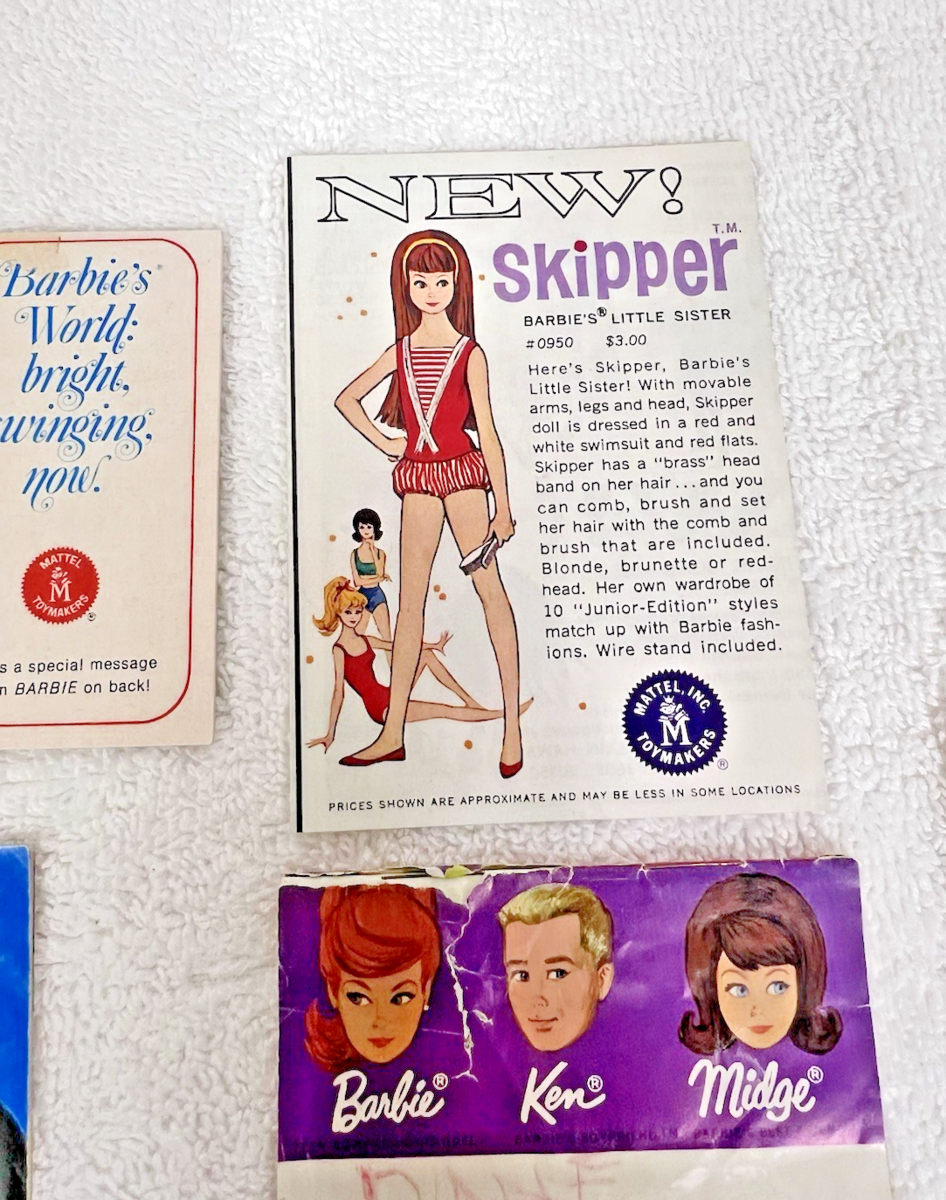 Barbie's
World:
bright,
swinging,
now.
MATTEL
M
TOYMAKERS
®
s a special message
n BARBIE on back!
NEW!
T.M.
Skipper
BARBIE'S® LITTLE SISTER
#0950 $3.00
Here's Skipper, Barbie's
Little Sister! With movable
arms, legs and head, Skipper
doll is dressed in a red and
white swimsuit and red flats.
Skipper has a "brass" head
band on her hair...and you
can comb, brush and set
her hair with the comb and
brush that are included.
Blonde, brunette or red-
head. Her own wardrobe of
10 "Junior-Edition" styles
match up with Barbie fash-
ions. Wire stand included.
MATTEL, INC.
M
TOYMAKERS
®
PRICES SHOWN ARE APPROXIMATE AND MAY BE LESS IN SOME LOCATIONS
Barbie® Ken® Midge®